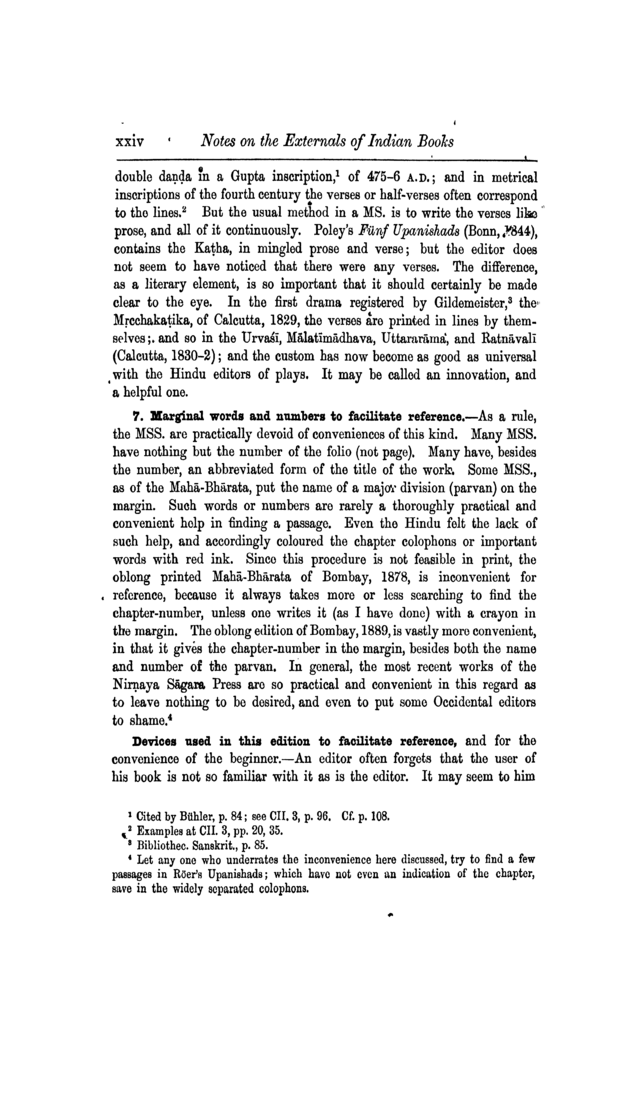 xxiv Notes on the Externals of Indian Books
double daṇḍa in a Gupta inscription,¹ of 475–6 A.D.; and in metrical
inscriptions of the fourth century the verses or half-verses often correspond
to the lines.² But the usual method in a MS. is to write the verses like
prose, and all of it continuously. Poley's Fünf Upanishads (Bonn, 1844),
contains the Kaṭha, in mingled prose and verse; but the editor does
not seem to have noticed that there were any verses. The difference,
as a literary element, is so important that it should certainly be made
clear to the eye. In the first drama registered by Gildemeister,³ the
Mṛcchakaṭika, of Calcutta, 1829, the verses are printed in lines by them-
selves; and so in the Urvaśī, Mālatīmādhava, Uttararāma, and Ratnāvalī
(Calcutta, 1830–2); and the custom has now become as good as universal
with the Hindu editors of plays. It may be called an innovation, and
a helpful one.
7. Marginal words and numbers to facilitate reference.—As a rule,
the MSS. are practically devoid of conveniences of this kind. Many MSS.
have nothing but the number of the folio (not page). Many have, besides
the number, an abbreviated form of the title of the work. Some MSS.,
as of the Mahā-Bhārata, put the name of a major division (parvan) on the
margin. Such words or numbers are rarely a thoroughly practical and
convenient help in finding a passage. Even the Hindu felt the lack of
such help, and accordingly coloured the chapter colophons or important
words with red ink. Since this procedure is not feasible in print, the
oblong printed Mahā-Bhārata of Bombay, 1878, is inconvenient for
reference, because it always takes more or less searching to find the
chapter-number, unless one writes it (as I have done) with a crayon in
the margin. The oblong edition of Bombay, 1889, is vastly more convenient,
in that it gives the chapter-number in the margin, besides both the name
and number of the parvan. In general, the most recent works of the
Nirṇaya Sāgara Press are so practical and convenient in this regard as
to leave nothing to be desired, and even to put some Occidental editors
to shame.⁴
Devices used in this edition to facilitate reference, and for the
convenience of the beginner.—An editor often forgets that the user of
his book is not so familiar with it as is the editor. It may seem to him
¹ Cited by Bühler, p. 84; see CII. 3, p. 96. Cf. p. 108.
² Examples at CII. 3, pp. 20, 35.
³ Bibliothec. Sanskrit., p. 85.
⁴ Let any one who underrates the inconvenience here discussed, try to find a few
passages in Röer's Upanishads; which have not even an indication of the chapter,
save in the widely separated colophons.